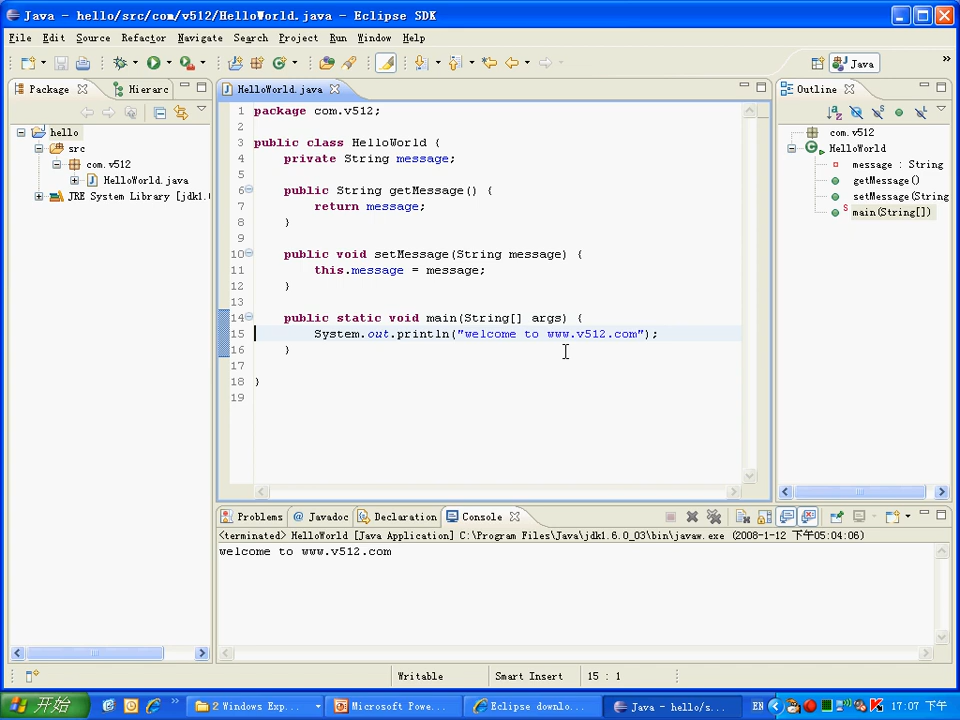 Java - hello/src/com/v512/HelloWorld.java - Eclipse SDK
File Edit Source Refactor Navigate Search Project Run Window Help
Java
Package
Hierarc
HelloWorld.java
Outline
hello
src
com.v512
HelloWorld.java
JRE System Library [jdk1.6
1 package com.v512;
2
3 public class HelloWorld {
4 private String message;
5
6 public String getMessage() {
7 return message;
8 }
9
10 public void setMessage(String message) {
11 this.message = message;
12 }
13
14 public static void main(String[] args) {
15 System.out.println("welcome to www.v512.com");
16 }
17
18 }
19
com.v512
HelloWorld
message : String
getMessage()
setMessage(String
main(String[])
Problems @ Javadoc Declaration Console
<terminated> HelloWorld [Java Application] C:\Program Files\Java\jdk1.6.0_03\bin\javaw.exe (2008-1-12 下午05:04:06)
welcome to www.v512.com
Writable Smart Insert 15 : 1
开始
2 Windows Exp...
Microsoft Powe...
Eclipse downlo...
Java - hello/s...
EN
17:07 下午